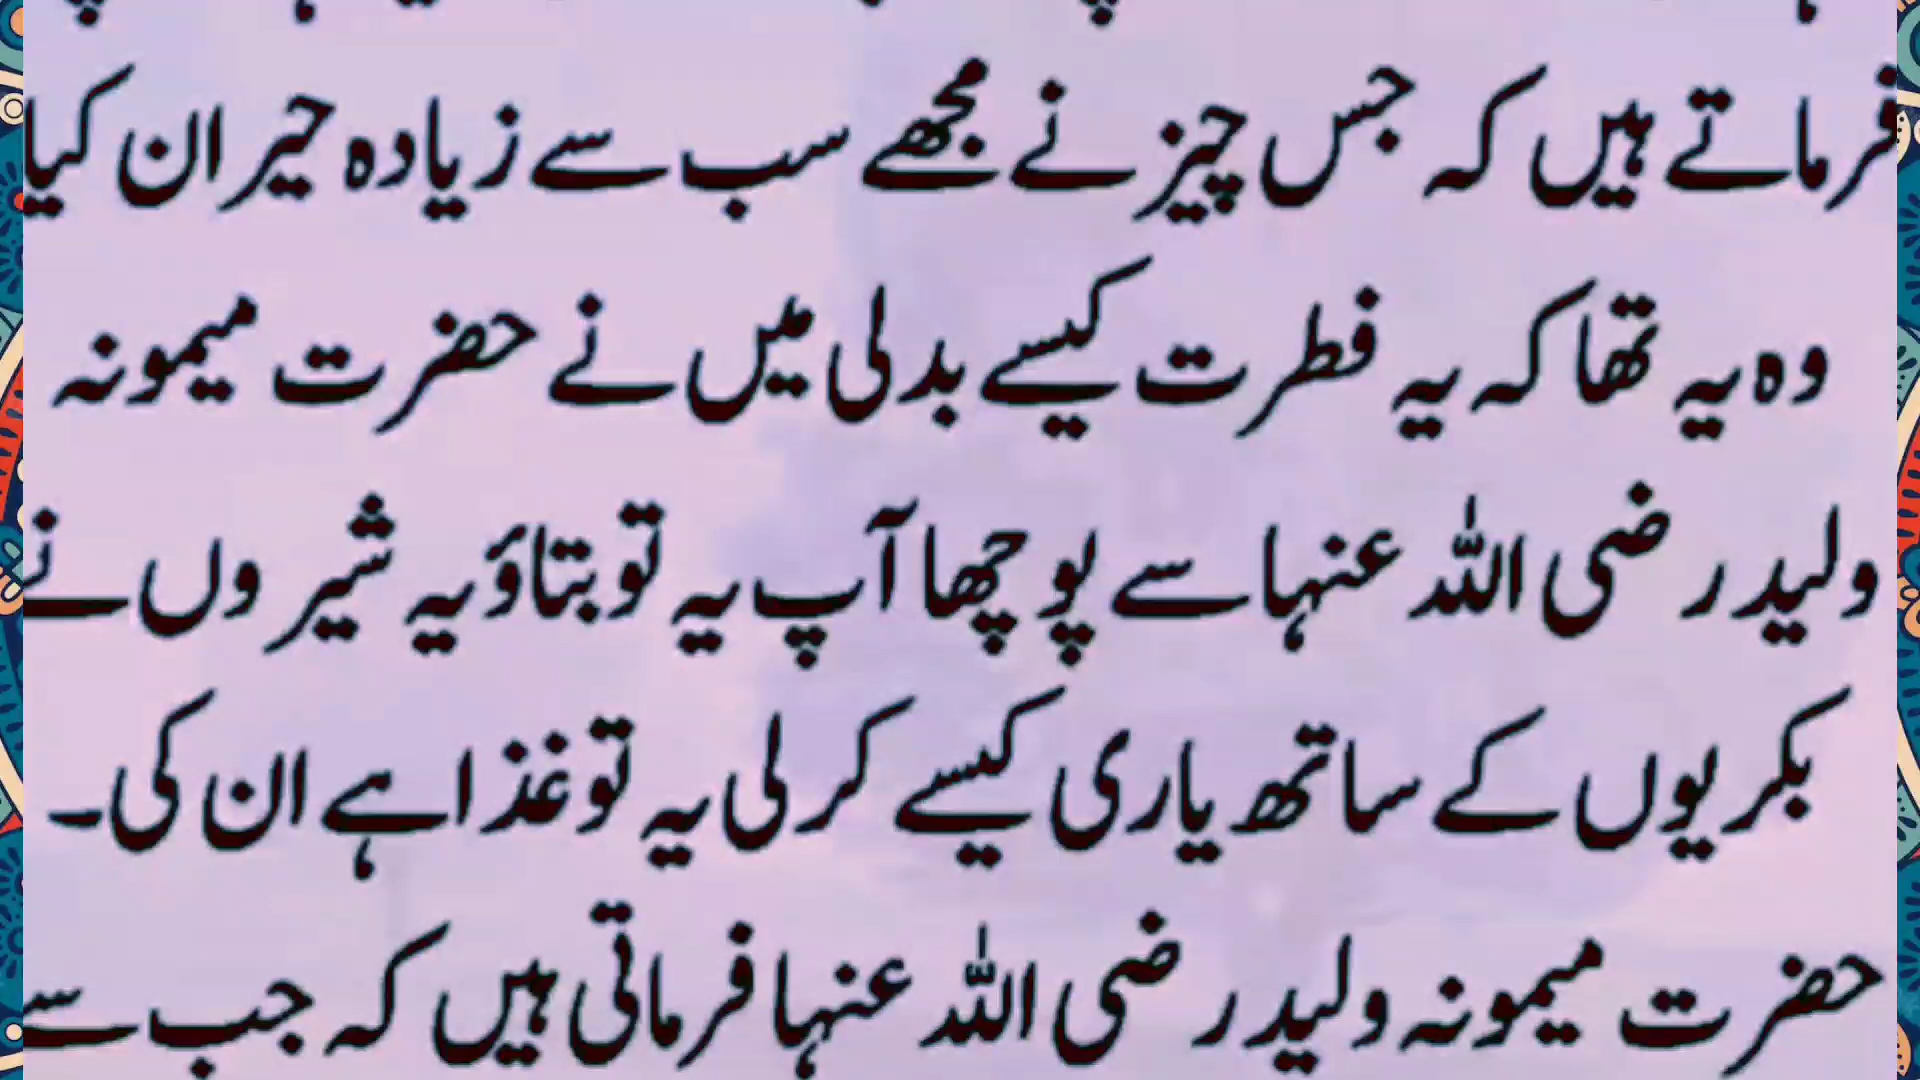 فرماتے ہیں کہ جس چیز نے مجھے سب سے زیادہ حیران کیا
وہ یہ تھا کہ یہ فطرت کیسے بدلی میں نے حضرت میمونہ
ولید رضی اللہ عنہا سے پوچھا آپ یہ تو بتاؤ یہ شیروں نے
بکریوں کے ساتھ یاری کیسے کر لی یہ تو غذا ہے ان کی۔
حضرت میمونہ ولید رضی اللہ عنہا فرماتی ہیں کہ جب سے